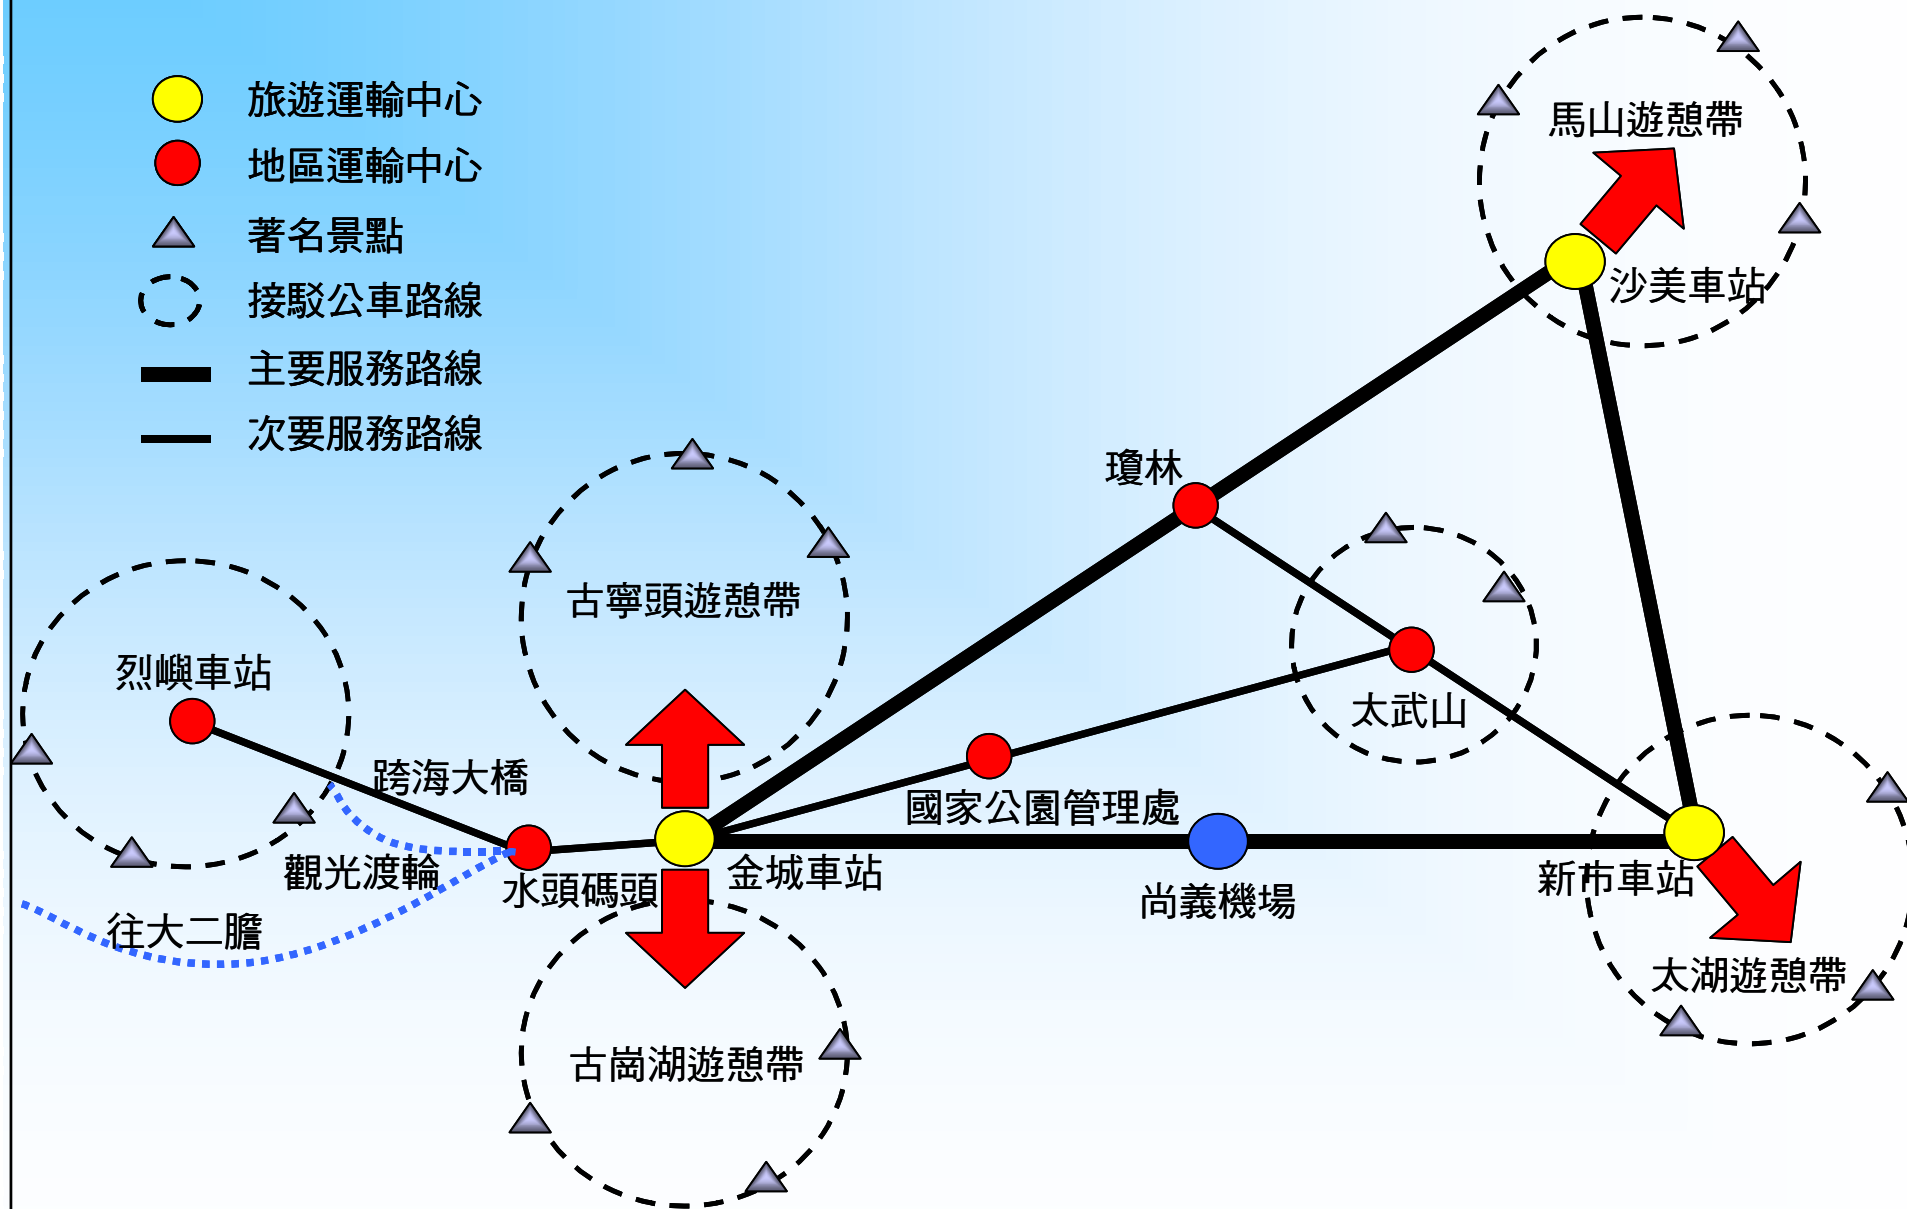 旅遊運輸中心
地區運輸中心
著名景點
接駁公車路線
主要服務路線
次要服務路線
馬山遊憩帶
沙美車站
瓊林
古寧頭遊憩帶
烈嶼車站
太武山
跨海大橋
國家公園管理處
觀光渡輪
水頭碼頭
金城車站
尚義機場
新市車站
往大二膽
太湖遊憩帶
古崗湖遊憩帶